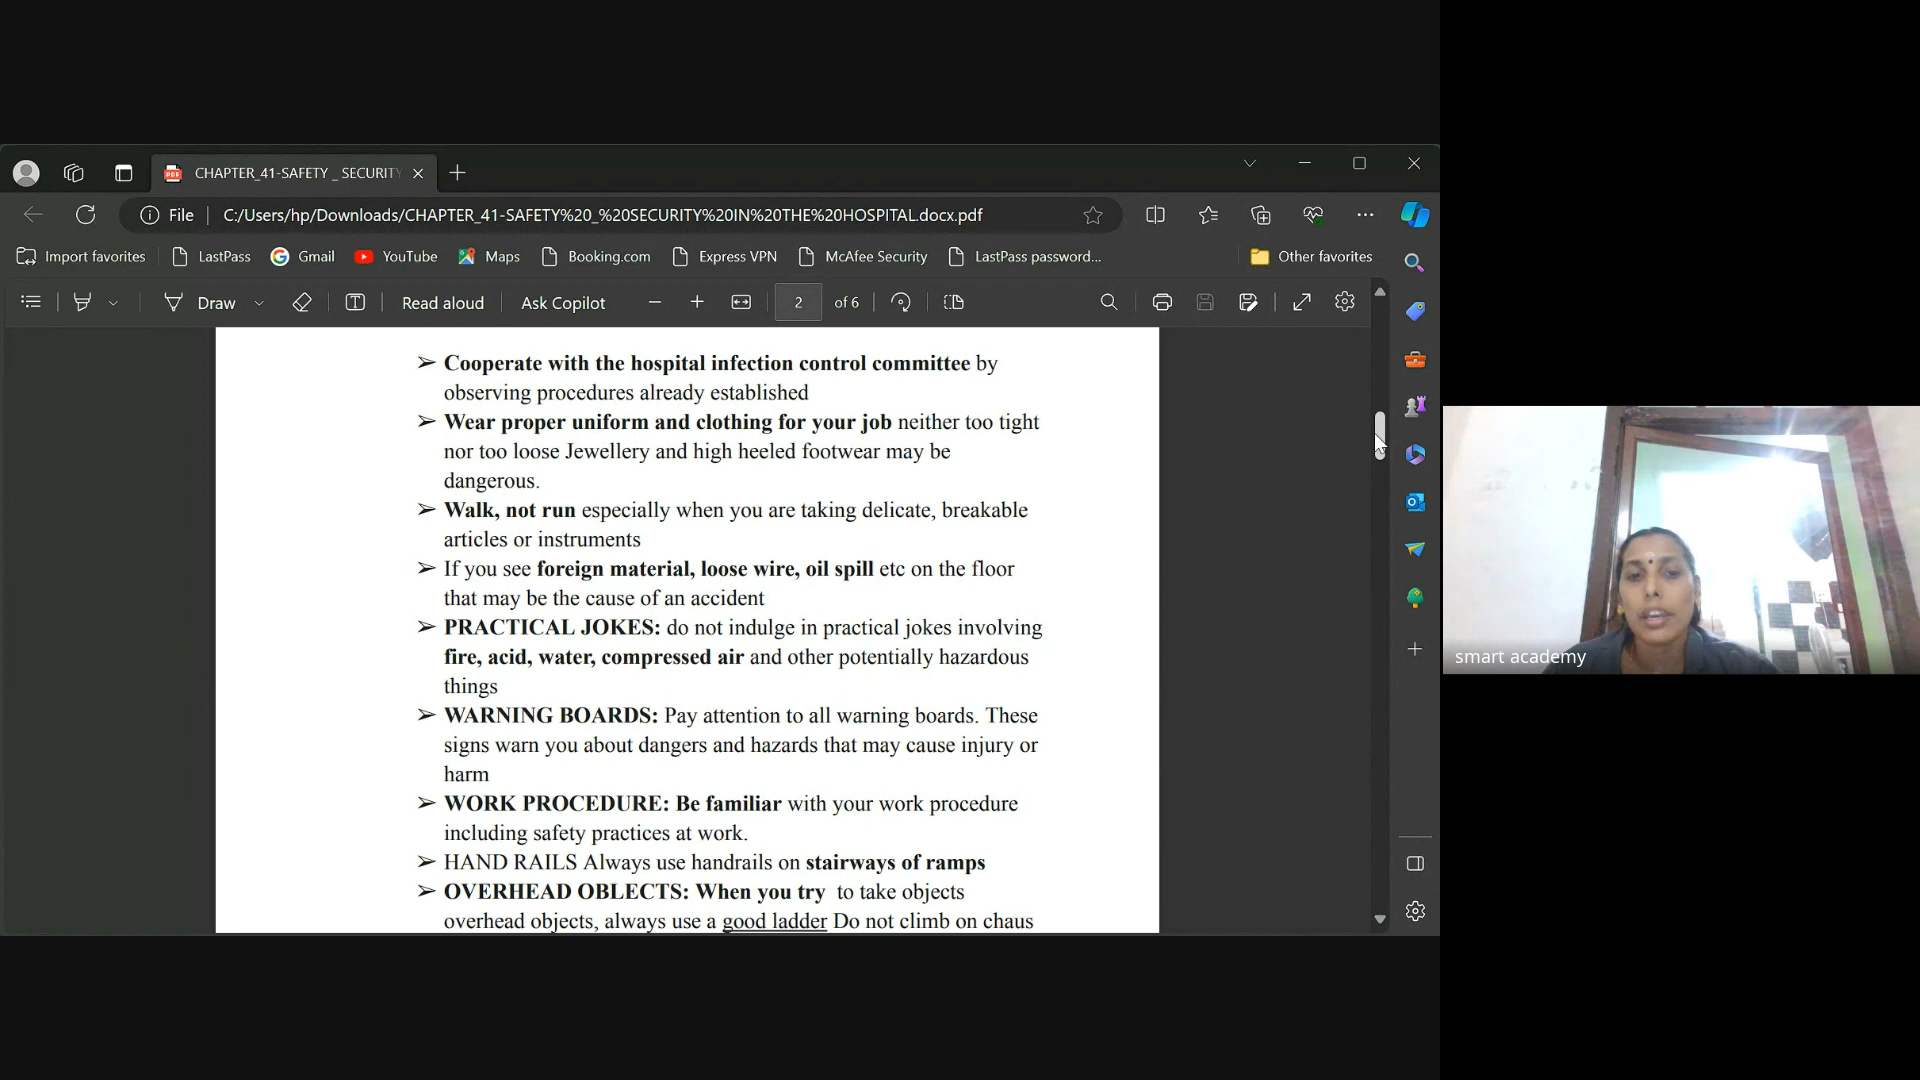 CHAPTER_41-SAFETY _ SECURITY
File
C:/Users/hp/Downloads/CHAPTER_41-SAFETY%20_%20SECURITY%20IN%20THE%20HOSPITAL.docx.pdf
Import favorites LastPass Gmail YouTube Maps Booking.com Express VPN McAfee Security LastPass password... Other favorites
Draw Read aloud Ask Copilot 2 of 6
➢ Cooperate with the hospital infection control committee by
observing procedures already established
➢ Wear proper uniform and clothing for your job neither too tight
nor too loose Jewellery and high heeled footwear may be
dangerous.
➢ Walk, not run especially when you are taking delicate, breakable
articles or instruments
➢ If you see foreign material, loose wire, oil spill etc on the floor
that may be the cause of an accident
➢ PRACTICAL JOKES: do not indulge in practical jokes involving
fire, acid, water, compressed air and other potentially hazardous
things
➢ WARNING BOARDS: Pay attention to all warning boards. These
signs warn you about dangers and hazards that may cause injury or
harm
➢ WORK PROCEDURE: Be familiar with your work procedure
including safety practices at work.
➢ HAND RAILS Always use handrails on stairways of ramps
➢ OVERHEAD OBLECTS: When you try to take objects
overhead objects, always use a good ladder Do not climb on chaus
smart academy